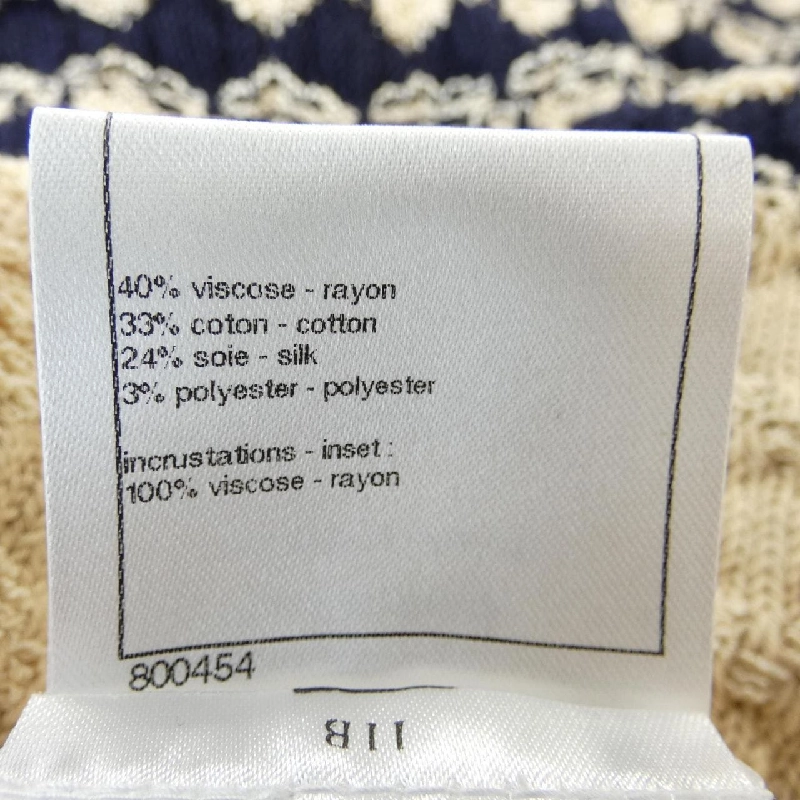 40% viscose - rayon
33% coton - cotton
24% soie - silk
3% polyester - polyester
incrustations - inset :
100% viscose - rayon
800454
11B